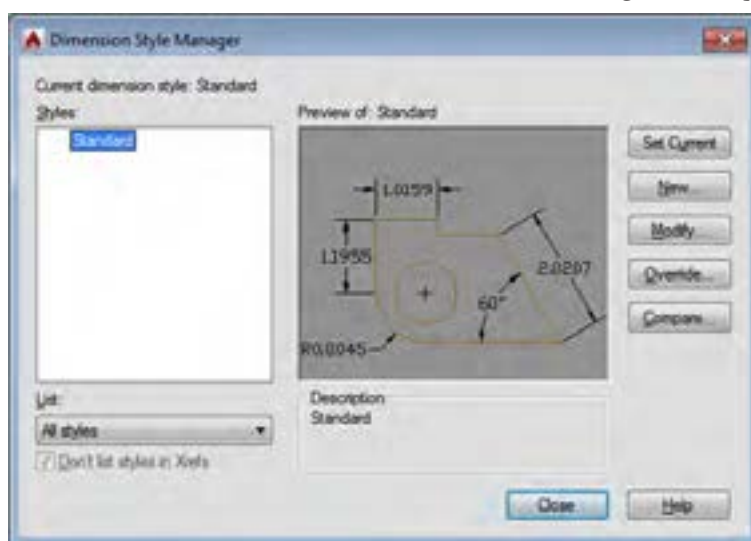 Dimension Style Manager
Current dimension style: Standard
Styles:
Standard
Preview of: Standard
1.0159
1.1955
2.0207
60°
R0.8045
Set Current
New...
Modify...
Override...
Compare...
List:
All styles
Don't list styles in Xrefs
Description
Standard
Close
Help